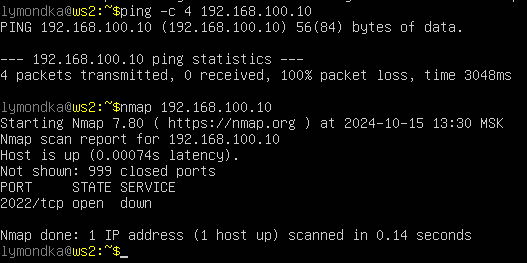 lymondka@ws2:~$ping -c 4 192.168.100.10
PING 192.168.100.10 (192.168.100.10) 56(84) bytes of data.

--- 192.168.100.10 ping statistics ---
4 packets transmitted, 0 received, 100% packet loss, time 3048ms

lymondka@ws2:~$nmap 192.168.100.10
Starting Nmap 7.80 ( https://nmap.org ) at 2024-10-15 13:30 MSK
Nmap scan report for 192.168.100.10
Host is up (0.00074s latency).
Not shown: 999 closed ports
PORT     STATE SERVICE
2022/tcp open  down

Nmap done: 1 IP address (1 host up) scanned in 0.14 seconds
lymondka@ws2:~$_